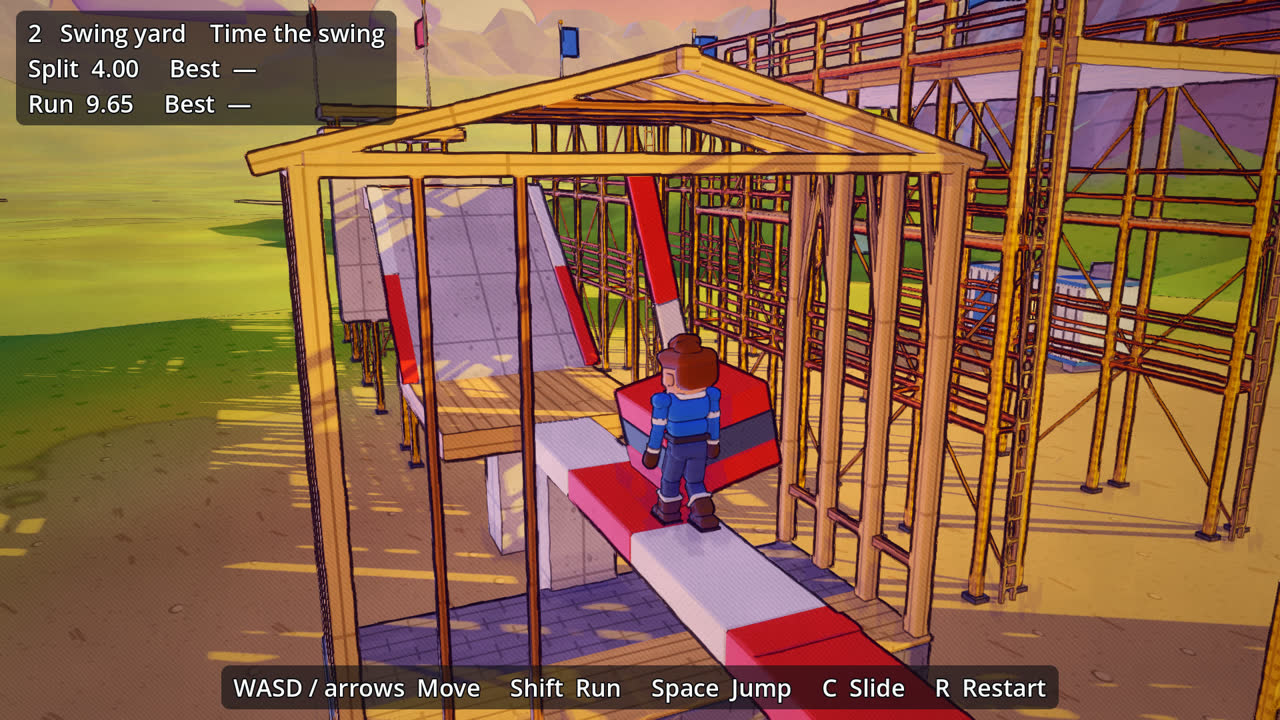 2 Swing yard Time the swing
Split 4.00 Best —
Run 9.65 Best —
WASD / arrows Move Shift Run Space Jump C Slide R Restart